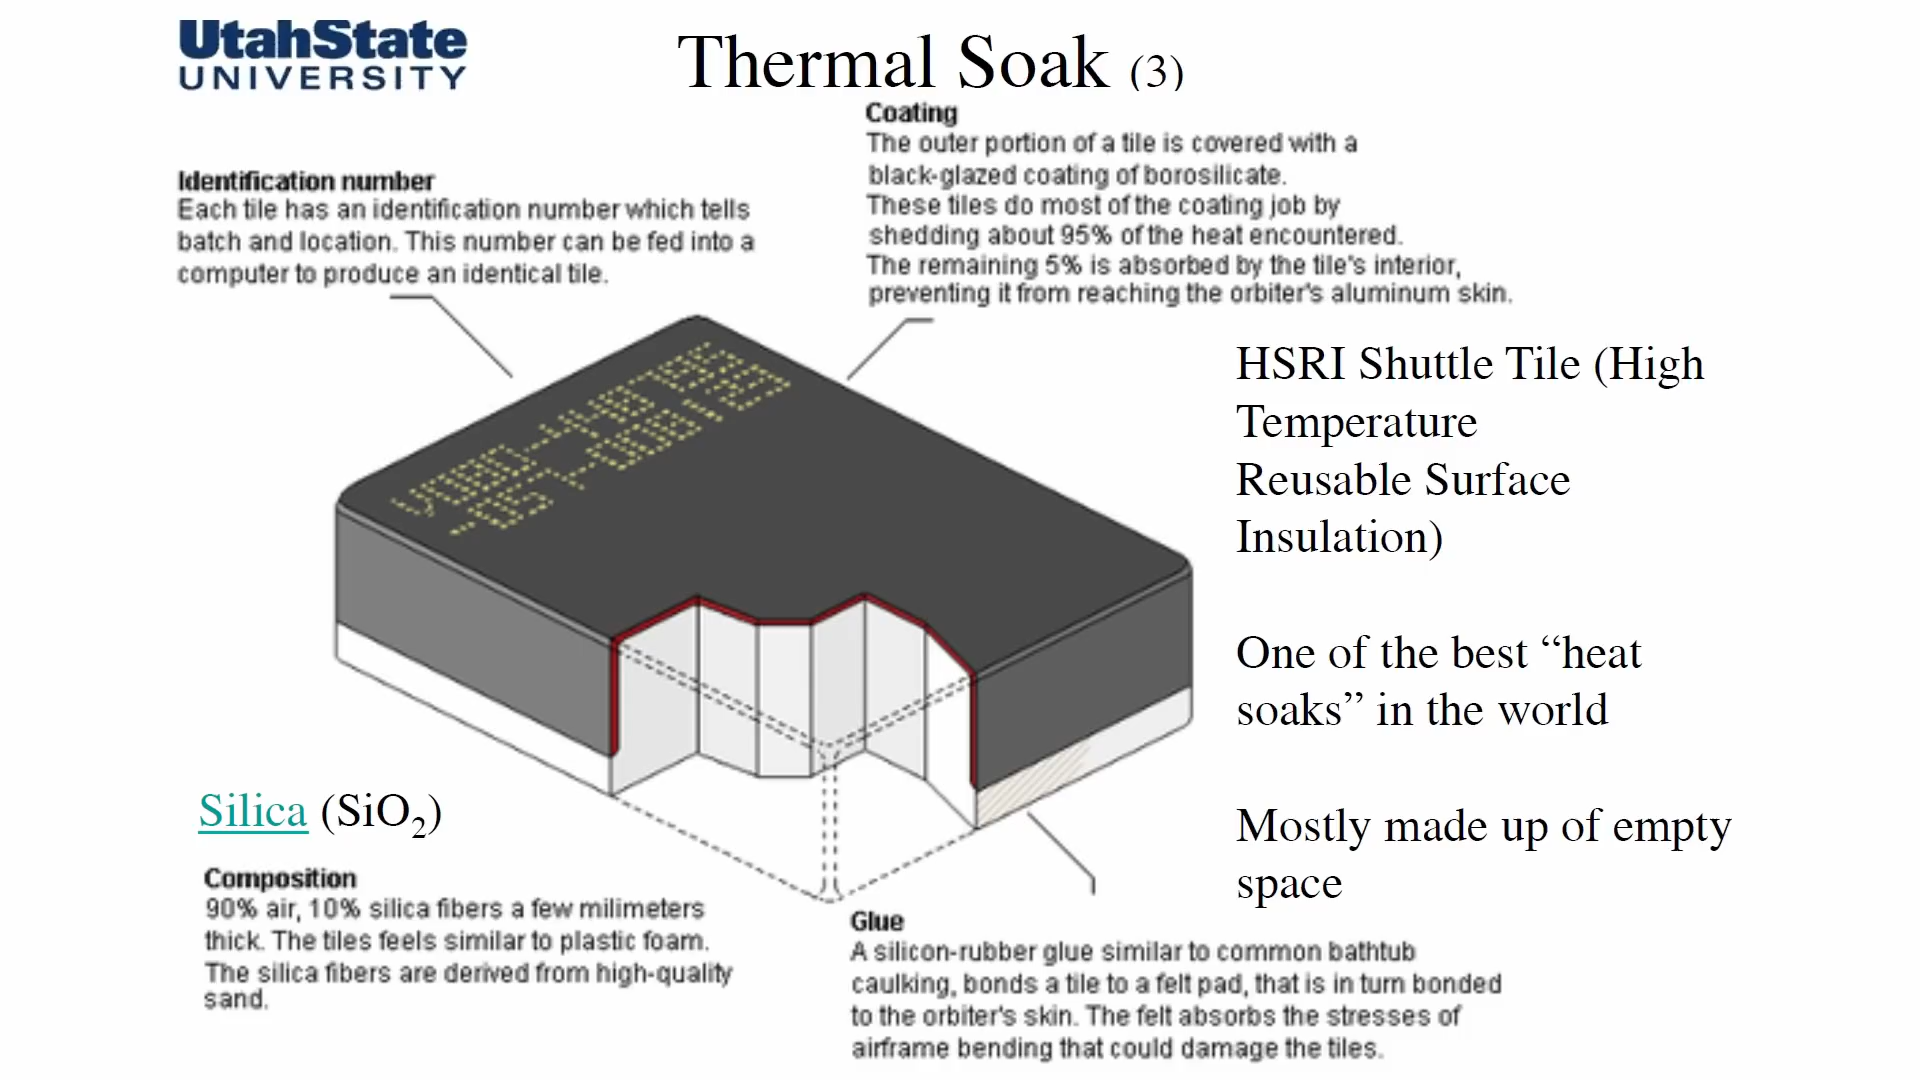 UtahState
UNIVERSITY
Thermal Soak (3)
Identification number
Each tile has an identification number which tells
batch and location. This number can be fed into a
computer to produce an identical tile.
Coating
The outer portion of a tile is covered with a
black-glazed coating of borosilicate.
These tiles do most of the coating job by
shedding about 95% of the heat encountered.
The remaining 5% is absorbed by the tile's interior,
preventing it from reaching the orbiter's aluminum skin.
HSRI Shuttle Tile (High
Temperature
Reusable Surface
Insulation)
One of the best “heat
soaks” in the world
Mostly made up of empty
space
Silica (SiO₂)
Composition
90% air, 10% silica fibers a few milimeters
thick. The tiles feels similar to plastic foam.
The silica fibers are derived from high-quality
sand.
Glue
A silicon-rubber glue similar to common bathtub
caulking, bonds a tile to a felt pad, that is in turn bonded
to the orbiter's skin. The felt absorbs the stresses of
airframe bending that could damage the tiles.